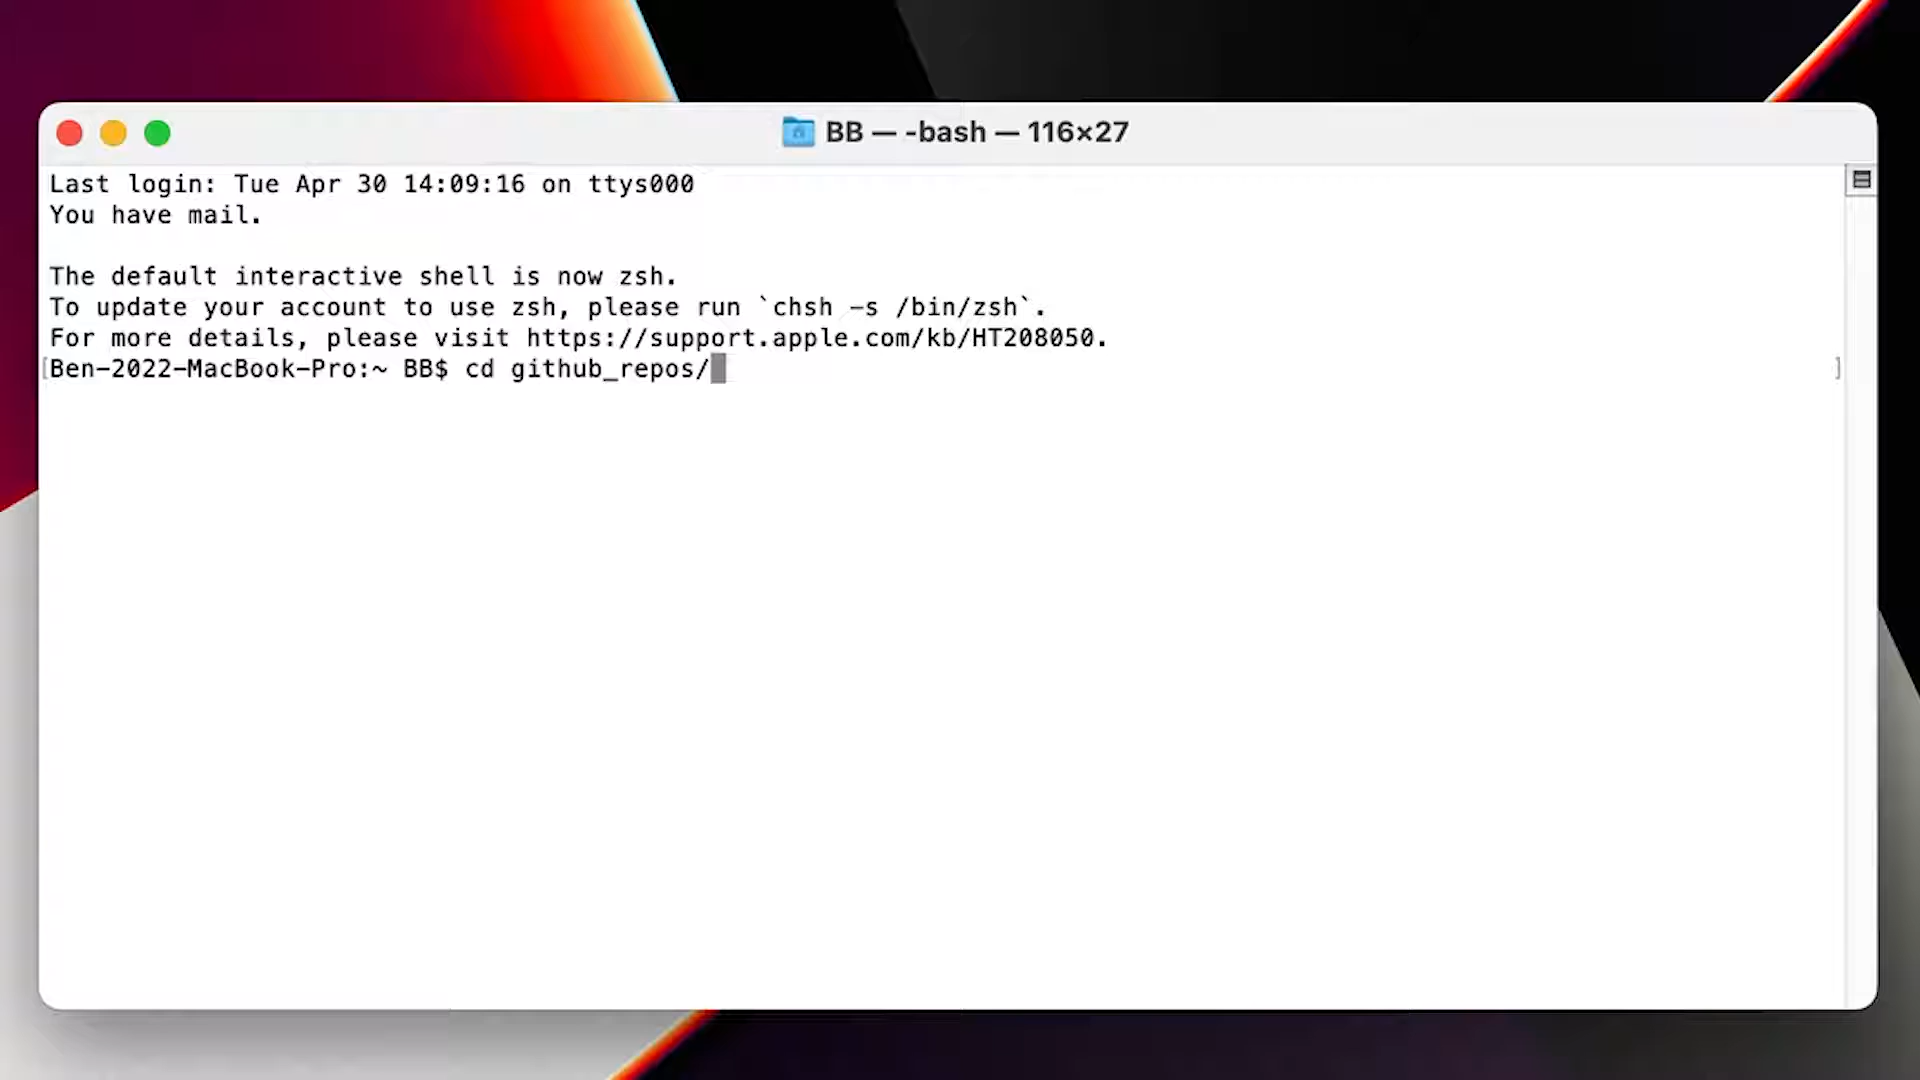 BB — -bash — 116×27
Last login: Tue Apr 30 14:09:16 on ttys000
You have mail.
The default interactive shell is now zsh.
To update your account to use zsh, please run `chsh -s /bin/zsh`.
For more details, please visit https://support.apple.com/kb/HT208050.
[Ben-2022-MacBook-Pro:~ BB$ cd github_repos/ ]